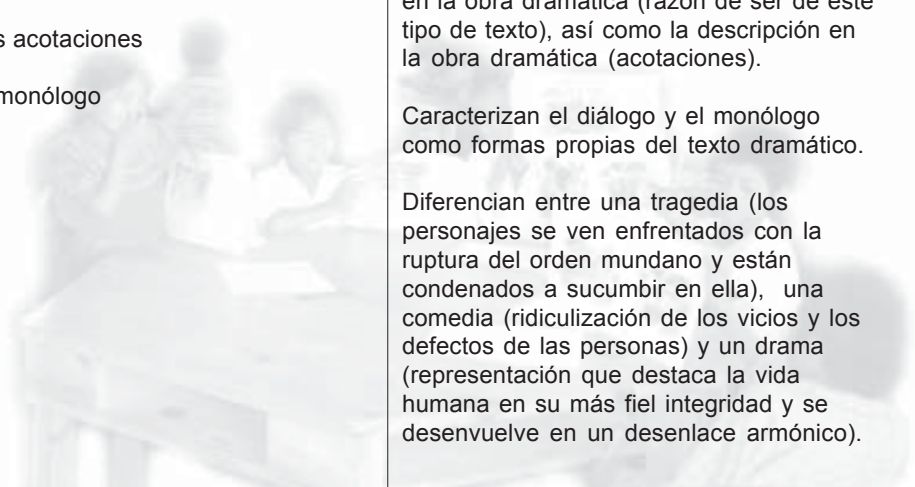 s acotaciones
monólogo
en la obra dramática (razón de ser de este
tipo de texto), así como la descripción en
la obra dramática (acotaciones).
Caracterizan el diálogo y el monólogo
como formas propias del texto dramático.
Diferencian entre una tragedia (los
personajes se ven enfrentados con la
ruptura del orden mundano y están
condenados a sucumbir en ella), una
comedia (ridiculización de los vicios y los
defectos de las personas) y un drama
(representación que destaca la vida
humana en su más fiel integridad y se
desenvuelve en un desenlace armónico).